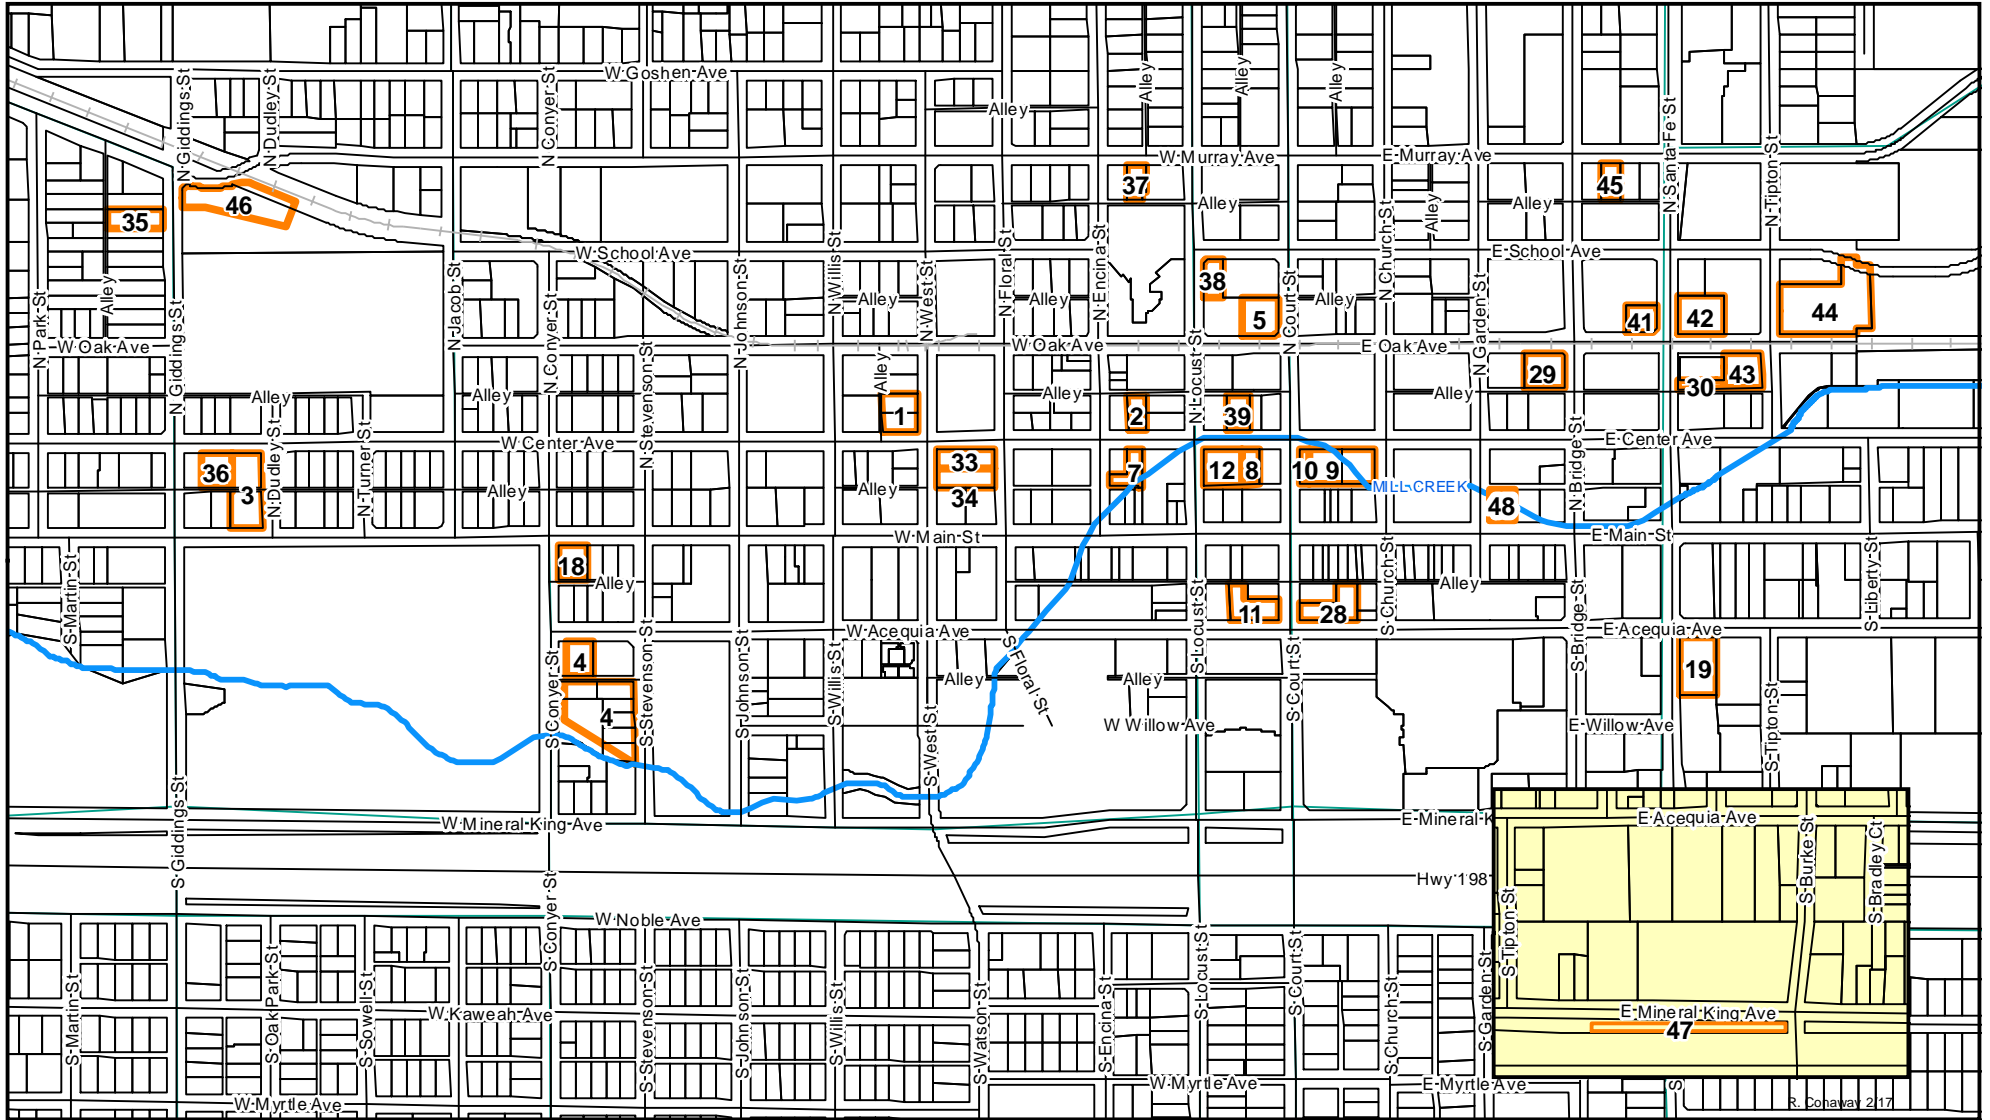 W Goshen Ave
N Giddings St
N Dudley St
N Conyer St
Alley
Alley
Alley
Alley
W Murray Ave
E Murray Ave
N Santa Fe St
N Tipton St
35
46
37
45
Alley
Alley
Alley
W School Ave
E School Ave
N Park St
Alley
N Giddings St
N Jacob St
N Conyer St
N Stevenson St
N Johnson St
N Willis St
Alley
N West St
N Floral St
Alley
N Encina St
38
5
N Locust St
N Court St
Alley
N Church St
N Garden St
41
42
44
W Oak Ave
W Oak Ave
E Oak Ave
Alley
Alley
Alley
Alley
Alley
29
30
43
1
2
39
W Center Ave
E Center Ave
36
3
N Dudley St
N Turner St
Alley
Alley
33
34
7
12
8
10
9
MILL CREEK
48
N Bridge St
W Main St
E Main St
S Martin St
18
Alley
Alley
11
28
S Church St
S Bridge St
S Liberty St
W Acequia Ave
E Acequia Ave
4
4
S Conyer St
S Stevenson St
S Johnson St
S Willis St
Alley
S Floral St
Alley
S Locust St
S Court St
19
S Tipton St
W Willow Ave
E Willow Ave
S West St
S Giddings St
W Mineral King Ave
E Mineral K
E Acequia Ave
S Burke St
S Bradley Ct
Hwy 198
S Tipton St
W Noble Ave
S Conyer St
S Martin St
S Oak Park St
S Sowell St
W Kaweah Ave
S Stevenson St
S Johnson St
S Willis St
S Watson St
S Encina St
S Locust St
S Court St
S Church St
S Garden St
E Mineral King Ave
47
W Myrtle Ave
W Myrtle Ave
E Myrtle Ave
S
R. Conaway 2/17